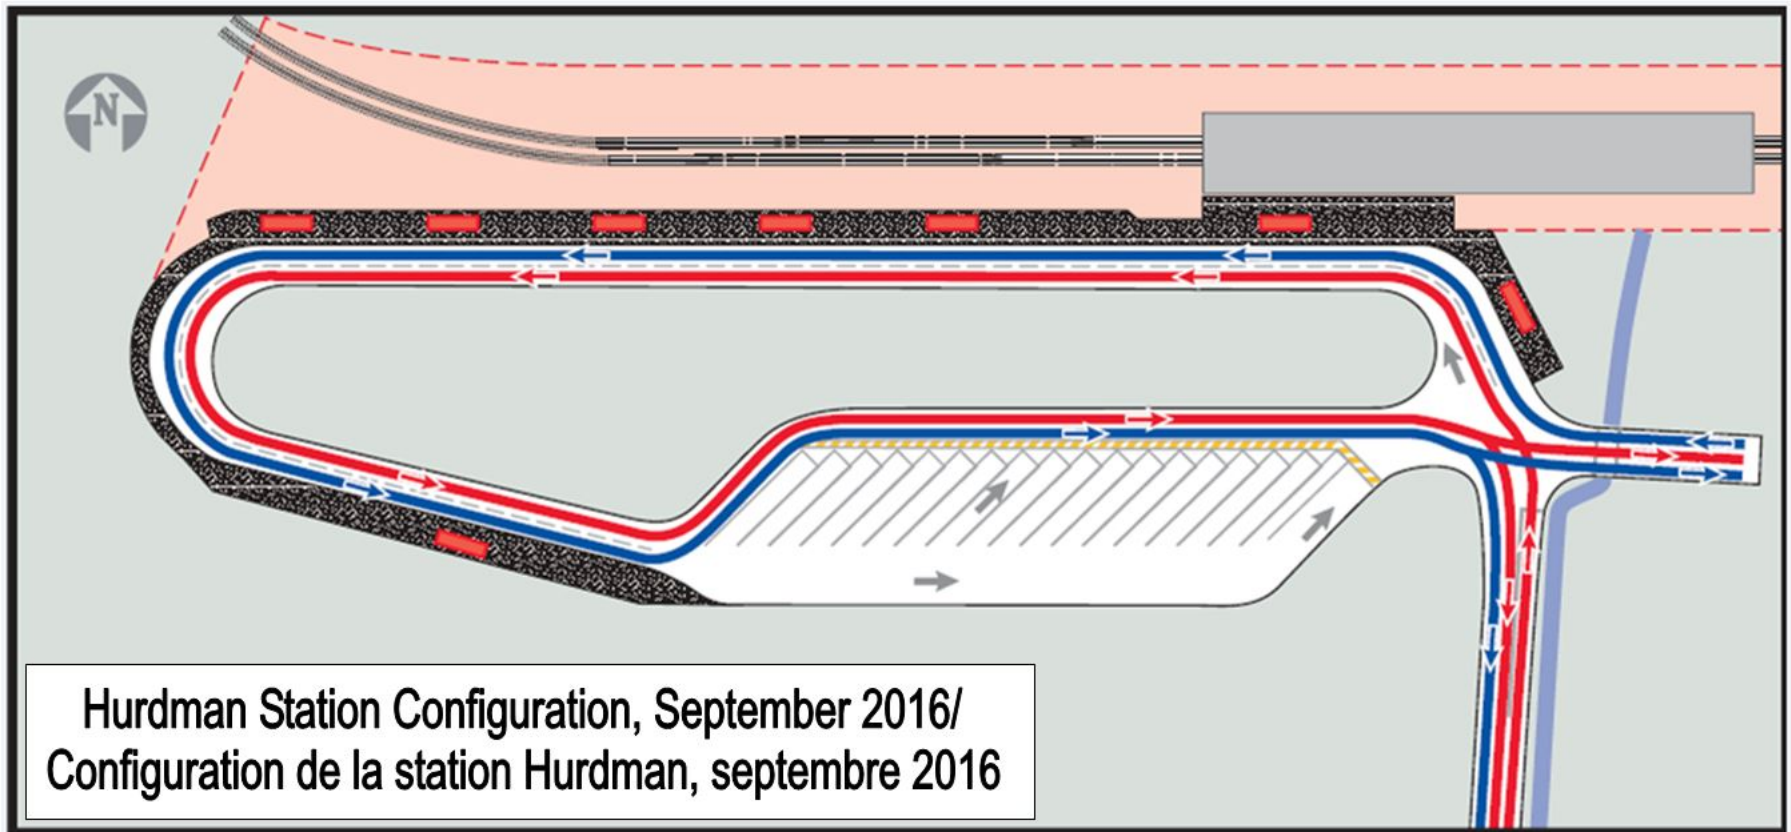 N
Hurdman Station Configuration, September 2016/
Configuration de la station Hurdman, septembre 2016